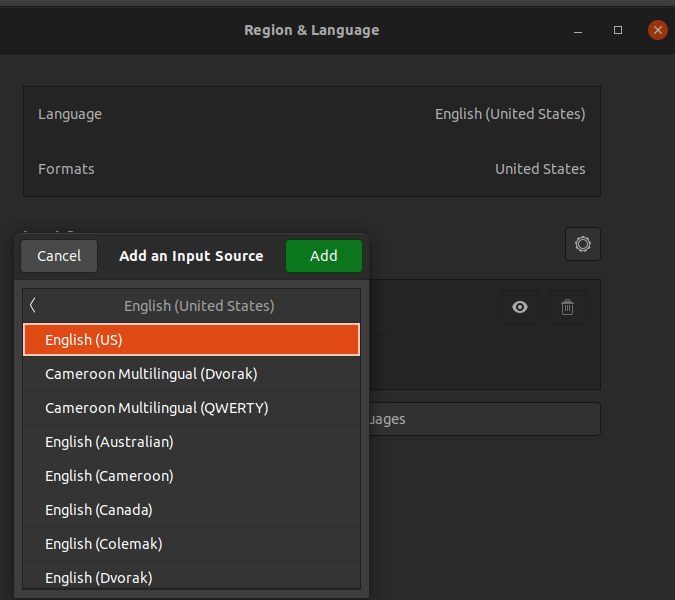 Region & Language
Language English (United States)
Formats United States
Cancel Add an Input Source Add
English (United States)
English (US)
Cameroon Multilingual (Dvorak)
Cameroon Multilingual (QWERTY)
uages
English (Australian)
English (Cameroon)
English (Canada)
English (Colemak)
English (Dvorak)